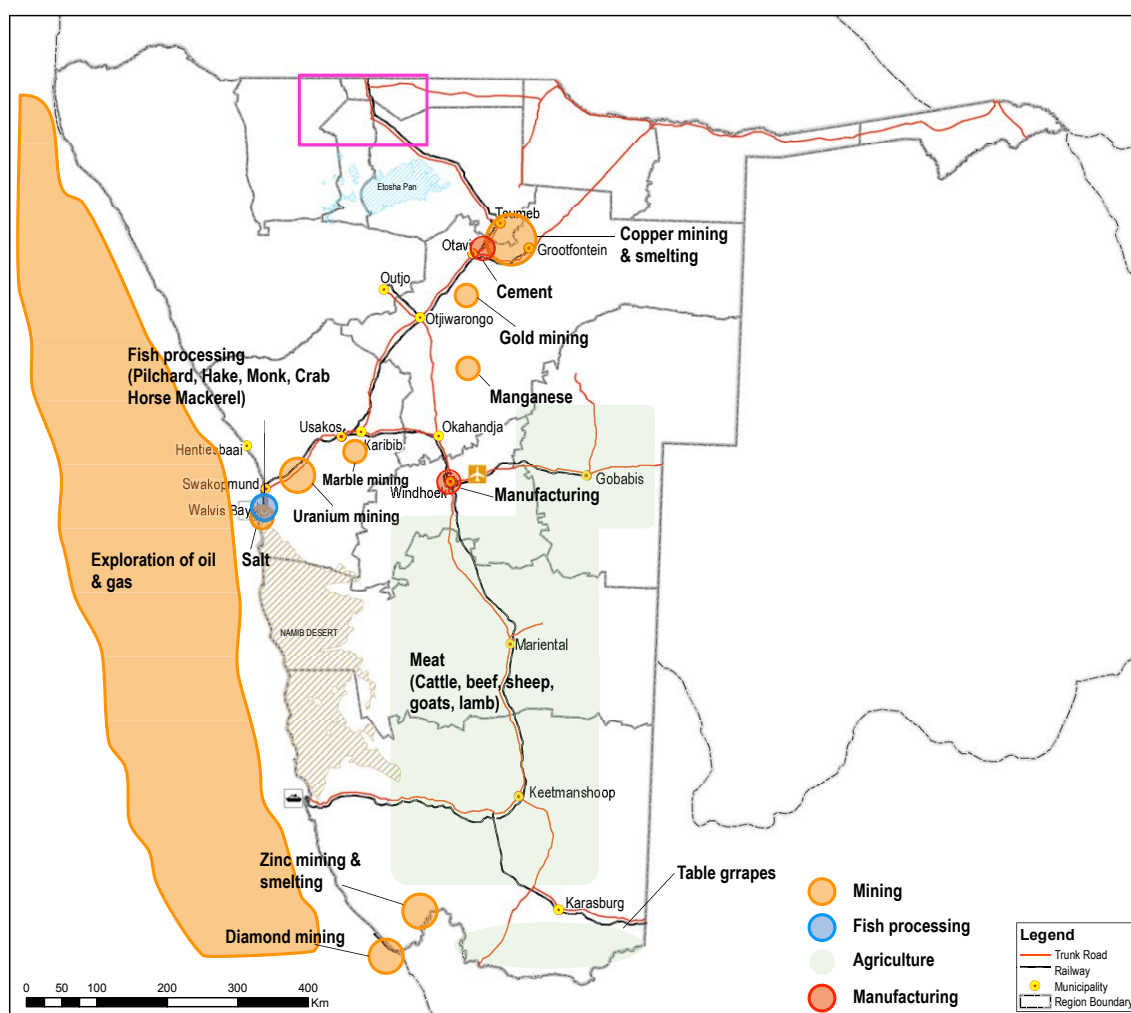 Etosha Pan
Tsumeb
Otavi
Grootfontein
Copper mining
& smelting
Cement
Outjo
Otjiwarongo
Gold mining
Fish processing
(Pilchard, Hake, Monk, Crab
Horse Mackerel)
Manganese
Usakos
Karibib
Okahandja
Hentiesbaai
Marble mining
Gobabis
Swakopmund
Windhoek
Manufacturing
Walvis Bay
Uranium mining
Salt
Exploration of oil
& gas
NAMIB DESERT
Mariental
Meat
(Cattle, beef, sheep,
goats, lamb)
Keetmanshoop
Zinc mining &
smelting
Table grrapes
Karasburg
Diamond mining
Mining
Fish processing
Agriculture
Manufacturing
Legend
Trunk Road
Railway
Municipality
Region Boundary
0 50 100 200 300 400
Km